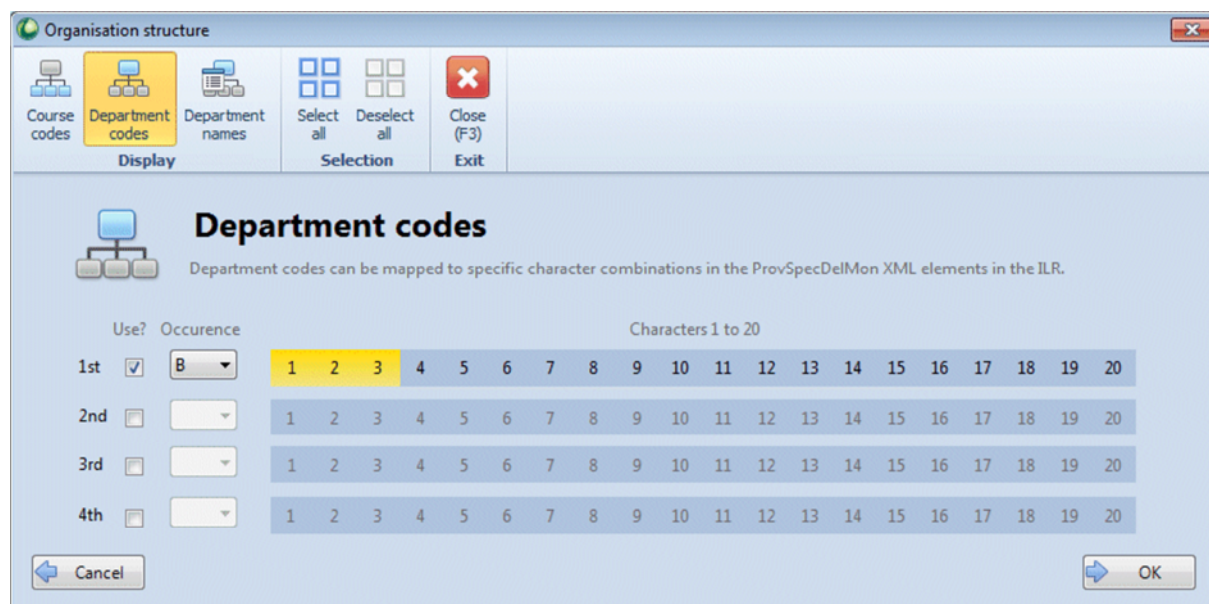 Organisation structure
Course codes
Department codes
Department names
Select all
Deselect all
Close (F3)
Display
Selection
Exit
Department codes
Department codes can be mapped to specific character combinations in the ProvSpecDelMon XML elements in the ILR.
Use? Occurence Characters 1 to 20
1st B 1 2 3 4 5 6 7 8 9 10 11 12 13 14 15 16 17 18 19 20
2nd 1 2 3 4 5 6 7 8 9 10 11 12 13 14 15 16 17 18 19 20
3rd 1 2 3 4 5 6 7 8 9 10 11 12 13 14 15 16 17 18 19 20
4th 1 2 3 4 5 6 7 8 9 10 11 12 13 14 15 16 17 18 19 20
Cancel OK